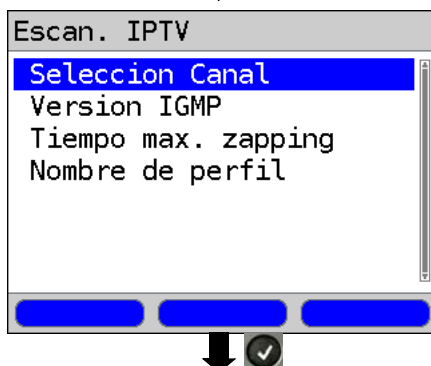 Escan. IPTV
Seleccion Canal
Version IGMP
Tiempo max. zapping
Nombre de perfil